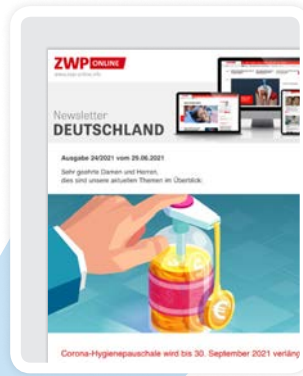 ZWP ONLINE
www.zwp-online.info
Newsletter
DEUTSCHLAND
Ausgabe 24/2021 vom 29.06.2021
Sehr geehrte Damen und Herren,
dies sind unsere aktuellen Themen im Überblick:
€
Corona-Hygienepauschale wird bis 30. September 2021 verläng